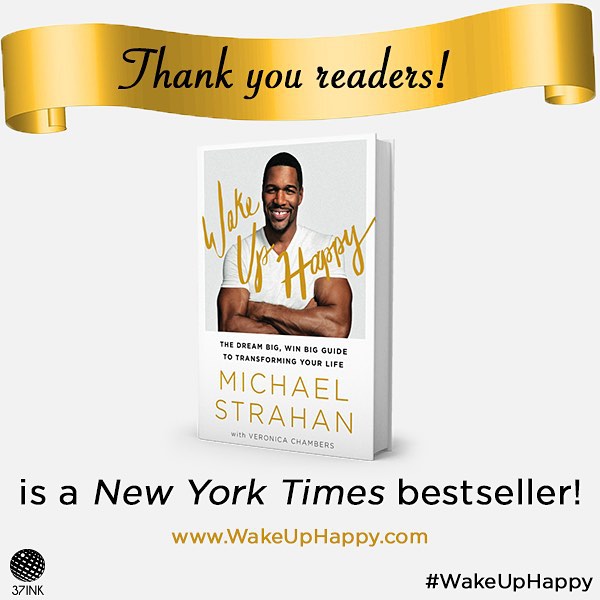 Thank you readers!
Wake
Up Happy
THE DREAM BIG, WIN BIG GUIDE
TO TRANSFORMING YOUR LIFE
MICHAEL
STRAHAN
with VERONICA CHAMBERS
is a New York Times bestseller!
www.WakeUpHappy.com
37INK
#WakeUpHappy